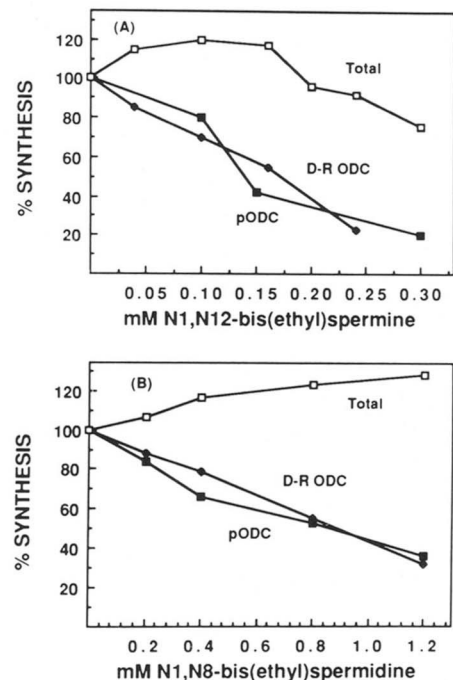 (A)
120
100
80
60
40
20
% SYNTHESIS
Total
D-R ODC
pODC
0.05 0.10 0.15 0.20 0.25 0.30
mM N1,N12-bis(ethyl)spermine
(B)
120
100
80
60
40
20
% SYNTHESIS
Total
D-R ODC
pODC
0.2 0.4 0.6 0.8 1.0 1.2
mM N1,N8-bis(ethyl)spermidine